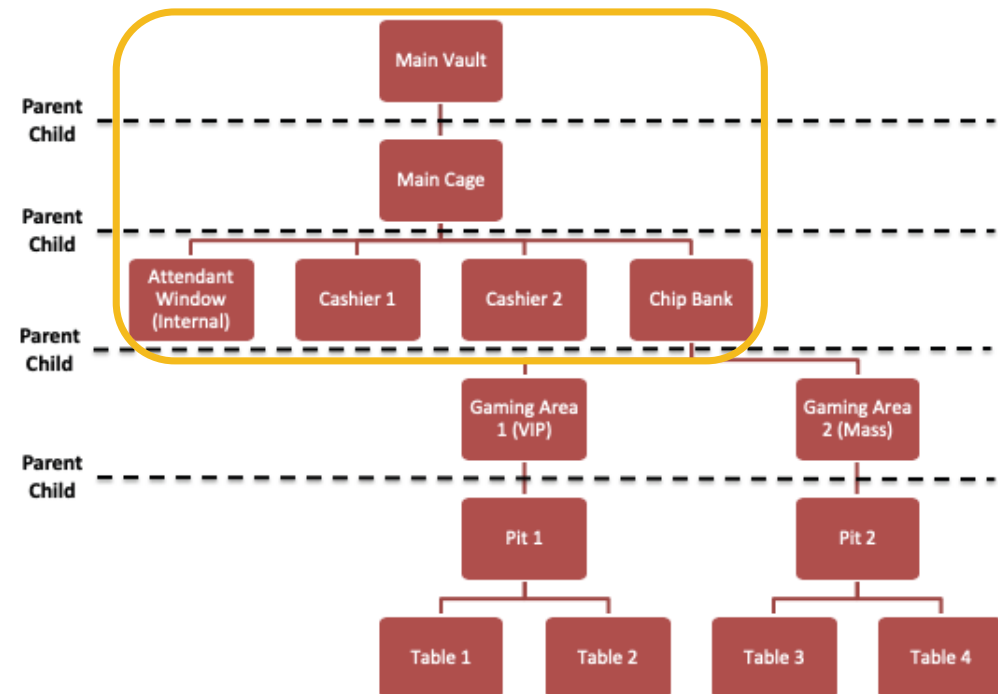 Main Vault
Parent
Child
Main Cage
Parent
Child
Attendant
Window
(Internal)
Cashier 1
Cashier 2
Chip Bank
Parent
Child
Gaming Area
1 (VIP)
Gaming Area
2 (Mass)
Parent
Child
Pit 1
Pit 2
Table 1
Table 2
Table 3
Table 4